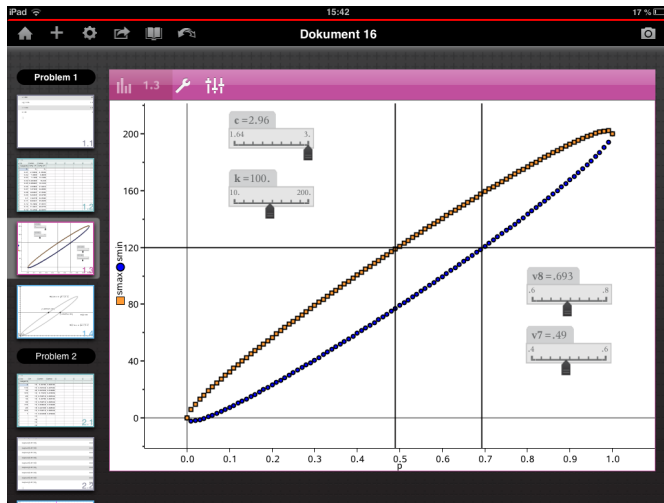 iPad 15:42 17 %
Dokument 16
Problem 1
1.1
1.2
1.3
1.4
Problem 2
2.1
2.2
1.3
c =2.96
1.64 3.
k =100.
10. 200.
v8 =.693
.6 .8
v7 =.49
.4 .6
smax smin
200
160
120
80
40
0
0.0 0.1 0.2 0.3 0.4 0.5 0.6 0.7 0.8 0.9 1.0
p